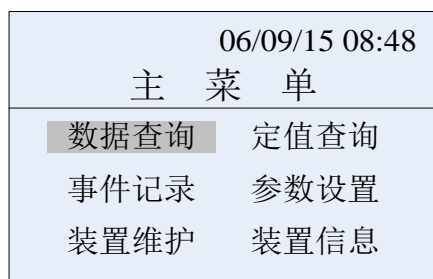 06/09/15 08:48
主 菜 单
数据查询 定值查询
事件记录 参数设置
装置维护 装置信息